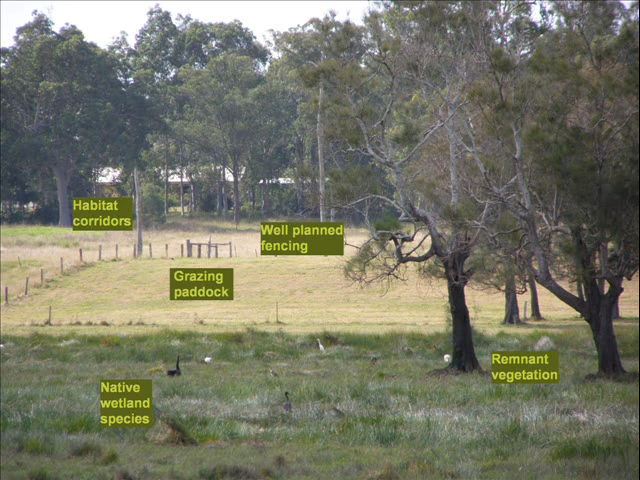 Habitat
corridors
Well planned
fencing
Grazing
paddock
Remnant
vegetation
Native
wetland
species